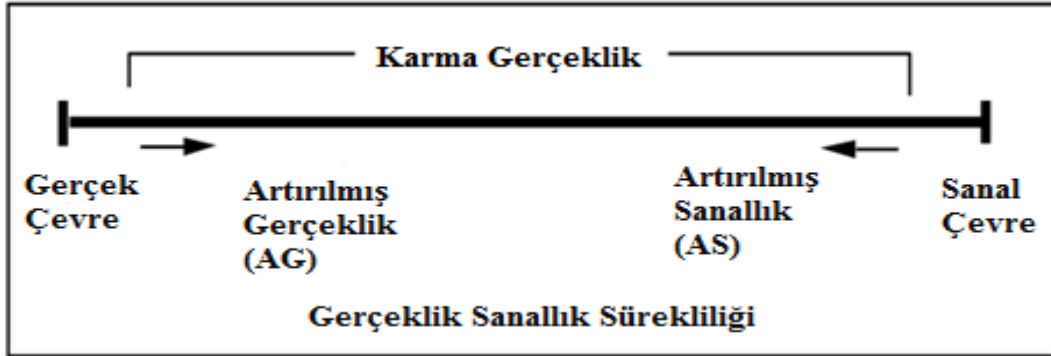 Karma Gerçeklik
Gerçek
Çevre
Artırılmış
Gerçeklik
(AG)
Artırılmış
Sanallık
(AS)
Sanal
Çevre
Gerçeklik Sanallık Sürekliliği